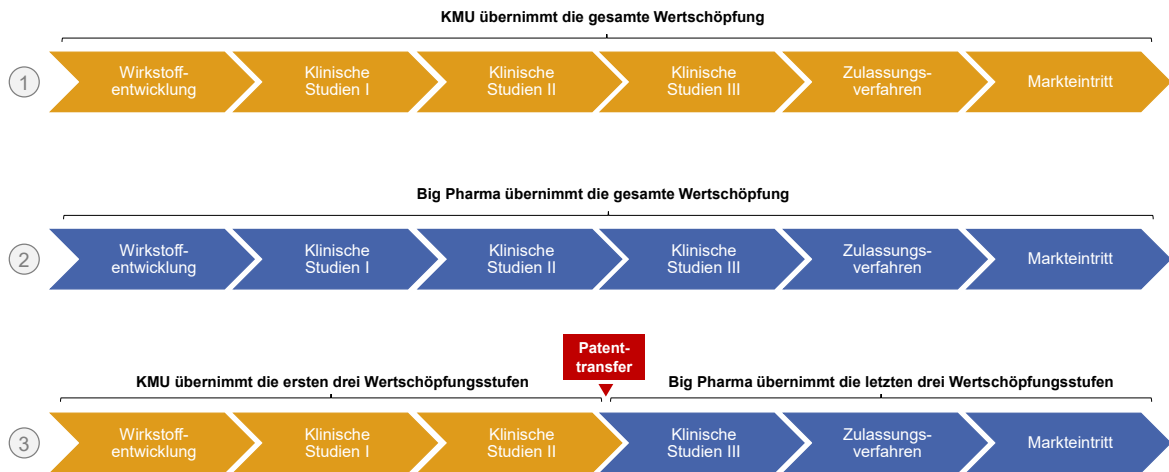 KMU übernimmt die gesamte Wertschöpfung
1
Wirkstoff-
entwicklung
Klinische
Studien I
Klinische
Studien II
Klinische
Studien III
Zulassungs-
verfahren
Markteintritt
Big Pharma übernimmt die gesamte Wertschöpfung
2
Wirkstoff-
entwicklung
Klinische
Studien I
Klinische
Studien II
Klinische
Studien III
Zulassungs-
verfahren
Markteintritt
Patent-
transfer
KMU übernimmt die ersten drei Wertschöpfungsstufen
Big Pharma übernimmt die letzten drei Wertschöpfungsstufen
3
Wirkstoff-
entwicklung
Klinische
Studien I
Klinische
Studien II
Klinische
Studien III
Zulassungs-
verfahren
Markteintritt